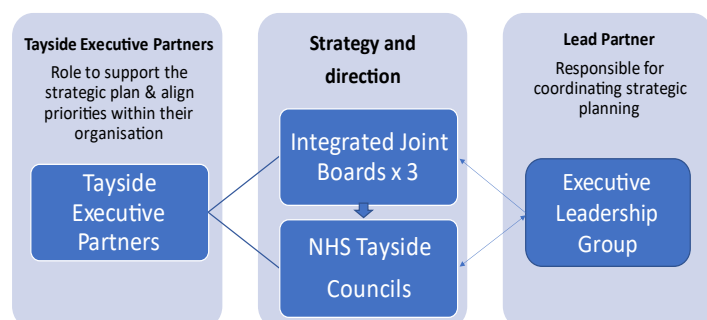 Tayside Executive Partners
Role to support the
strategic plan & align
priorities within their
organisation
Tayside
Executive
Partners
Strategy and
direction
Integrated Joint
Boards x 3
NHS Tayside
Councils
Lead Partner
Responsible for
coordinating strategic
planning
Executive
Leadership
Group